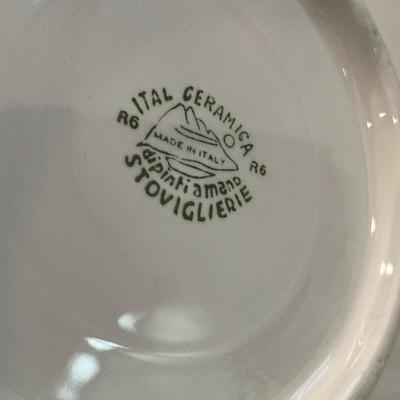 ITAL CERAMICA
R6
MADE IN ITALY
R6
dipinti a mano
STOVIGLIERIE